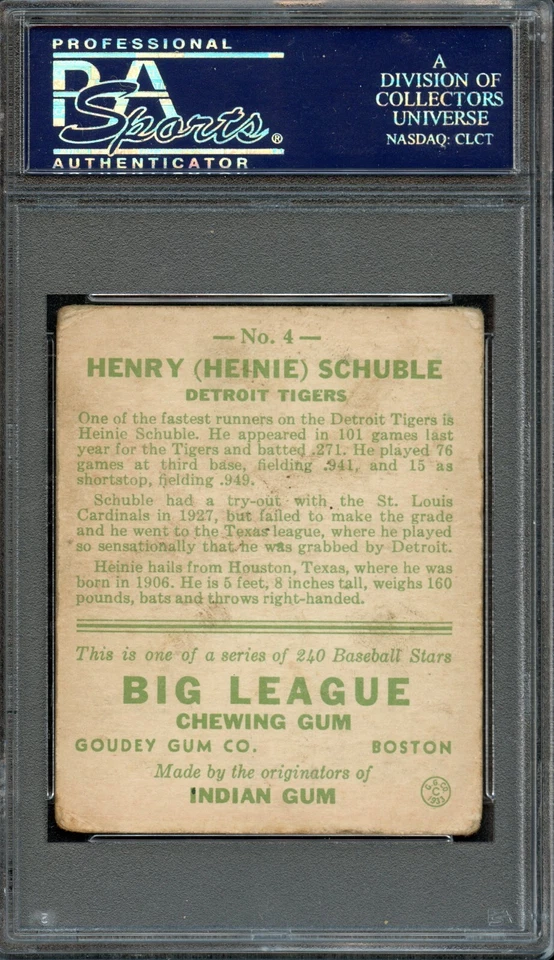 PROFESSIONAL
PSA
Sports®
AUTHENTICATOR
A
DIVISION OF
COLLECTORS
UNIVERSE
NASDAQ: CLCT
— No. 4 —
HENRY (HEINIE) SCHUBLE
DETROIT TIGERS
One of the fastest runners on the Detroit Tigers is
Heinie Schuble. He appeared in 101 games last
year for the Tigers and batted .271. He played 76
games at third base, fielding .941, and 15 as
shortstop, fielding .949.
Schuble had a try-out with the St. Louis
Cardinals in 1927, but failed to make the grade
and he went to the Texas league, where he played
so sensationally that he was grabbed by Detroit.
Heinie hails from Houston, Texas, where he was
born in 1906. He is 5 feet, 8 inches tall, weighs 160
pounds, bats and throws right-handed.
This is one of a series of 240 Baseball Stars
BIG LEAGUE
CHEWING GUM
GOUDEY GUM CO. BOSTON
Made by the originators of
INDIAN GUM
G. G. CO.
C
1933